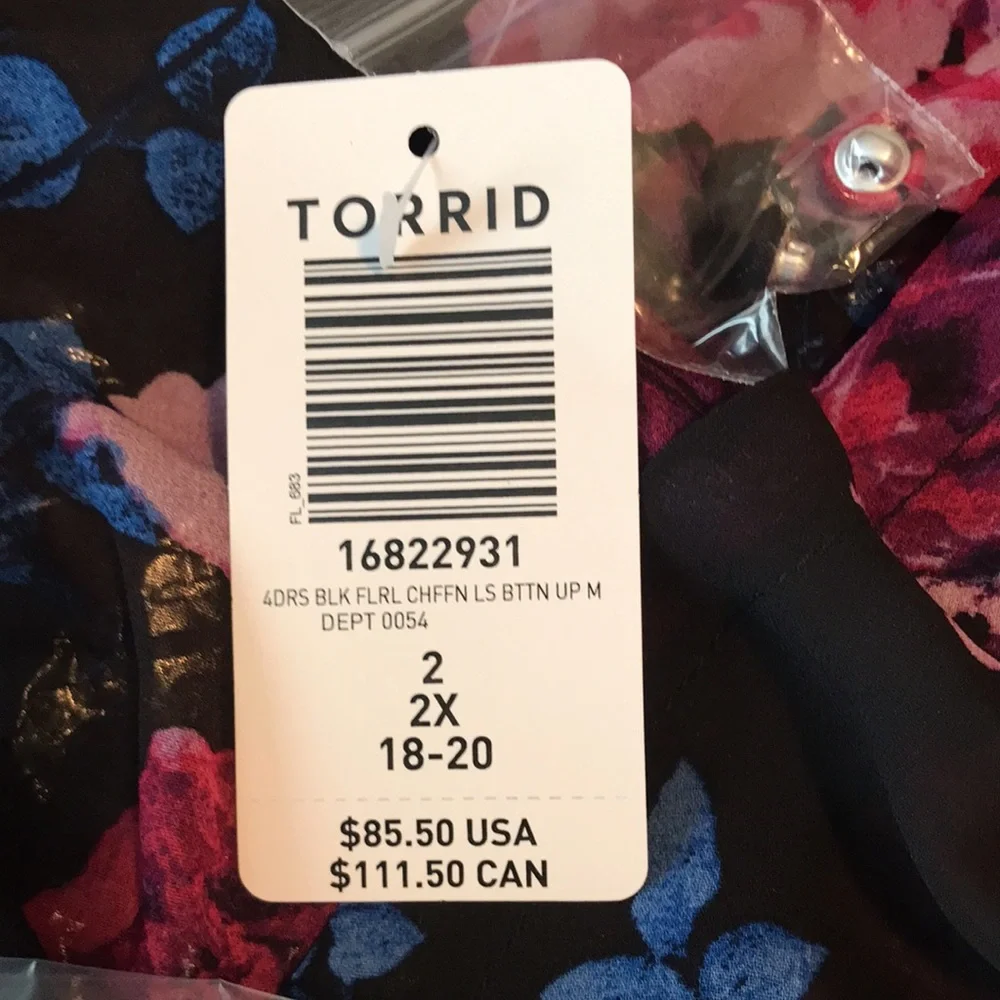 TORRID
FL_683
16822931
4DRS BLK FLRL CHFFN LS BTTN UP M
DEPT 0054
2
2X
18-20
$85.50 USA
$111.50 CAN